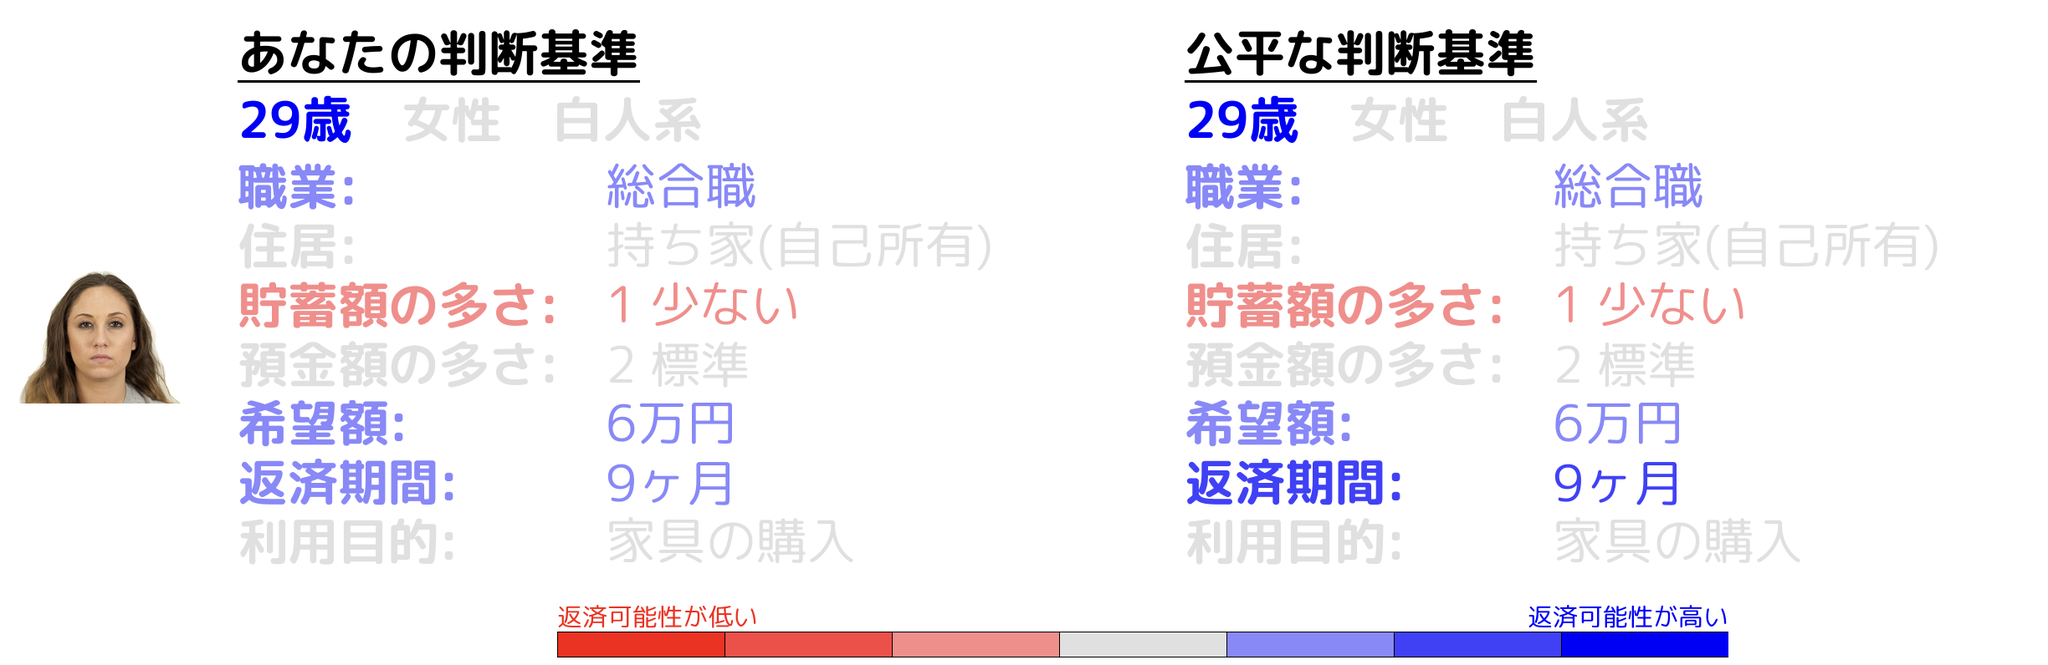 あなたの判断基準
29歳 女性 白人系
職業: 総合職
住居: 持ち家(自己所有)
貯蓄額の多さ: 1 少ない
預金額の多さ: 2 標準
希望額: 6万円
返済期間: 9ヶ月
利用目的: 家具の購入
公平な判断基準
29歳 女性 白人系
職業: 総合職
住居: 持ち家(自己所有)
貯蓄額の多さ: 1 少ない
預金額の多さ: 2 標準
希望額: 6万円
返済期間: 9ヶ月
利用目的: 家具の購入
返済可能性が低い
返済可能性が高い